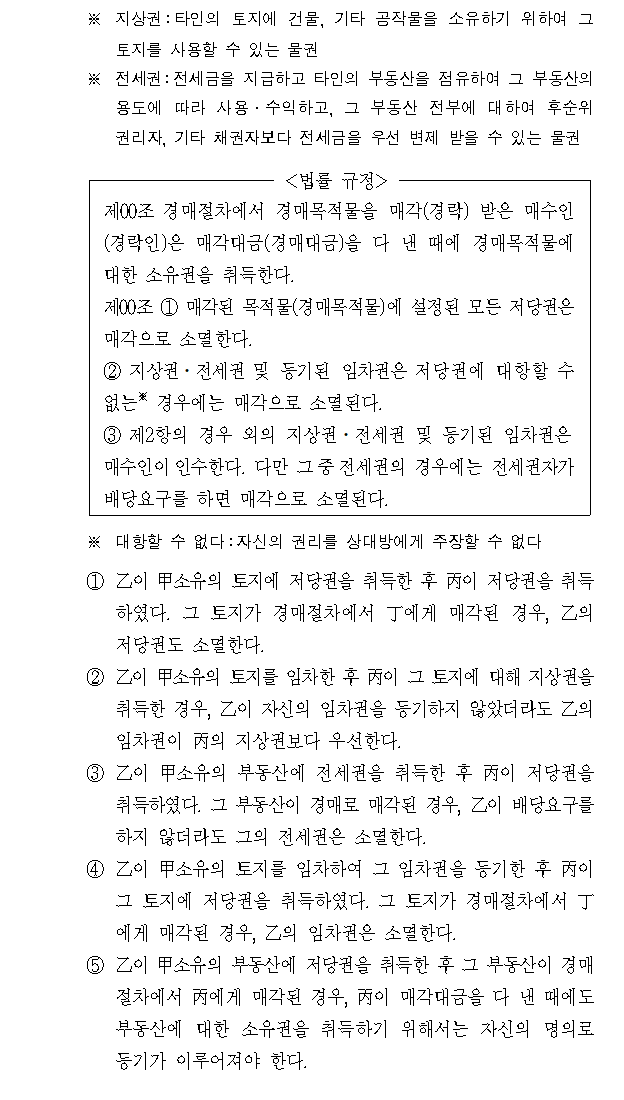 ※ 지상권:타인의 토지에 건물, 기타 공작물을 소유하기 위하여 그
토지를 사용할 수 있는 물권
※ 전세권:전세금을 지급하고 타인의 부동산을 점유하여 그 부동산의
용도에 따라 사용·수익하고, 그 부동산 전부에 대하여 후순위
권리자, 기타 채권자보다 전세금을 우선 변제 받을 수 있는 물권
<법률 규정>
제00조 경매절차에서 경매목적물을 매각(경락) 받은 매수인
(경락인)은 매각대금(경매대금)을 다 낸 때에 경매목적물에
대한 소유권을 취득한다.
제00조 ① 매각된 목적물(경매목적물)에 설정된 모든 저당권은
매각으로 소멸한다.
② 지상권·전세권 및 등기된 임차권은 저당권에 대항할 수
없는※ 경우에는 매각으로 소멸된다.
③ 제2항의 경우 외의 지상권·전세권 및 등기된 임차권은
매수인이 인수한다. 다만 그 중 전세권의 경우에는 전세권자가
배당요구를 하면 매각으로 소멸된다.
※ 대항할 수 없다:자신의 권리를 상대방에게 주장할 수 없다
① 乙이 甲소유의 토지에 저당권을 취득한 후 丙이 저당권을 취득
하였다. 그 토지가 경매절차에서 丁에게 매각된 경우, 乙의
저당권도 소멸한다.
② 乙이 甲소유의 토지를 임차한 후 丙이 그 토지에 대해 지상권을
취득한 경우, 乙이 자신의 임차권을 등기하지 않았더라도 乙의
임차권이 丙의 지상권보다 우선한다.
③ 乙이 甲소유의 부동산에 전세권을 취득한 후 丙이 저당권을
취득하였다. 그 부동산이 경매로 매각된 경우, 乙이 배당요구를
하지 않더라도 그의 전세권은 소멸한다.
④ 乙이 甲소유의 토지를 임차하여 그 임차권을 등기한 후 丙이
그 토지에 저당권을 취득하였다. 그 토지가 경매절차에서 丁
에게 매각된 경우, 乙의 임차권은 소멸한다.
⑤ 乙이 甲소유의 부동산에 저당권을 취득한 후 그 부동산이 경매
절차에서 丙에게 매각된 경우, 丙이 매각대금을 다 낸 때에도
부동산에 대한 소유권을 취득하기 위해서는 자신의 명의로
등기가 이루어져야 한다.